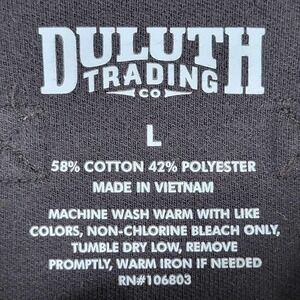 DULUTH
TRADING
CO
L
58% COTTON 42% POLYESTER
MADE IN VIETNAM
MACHINE WASH WARM WITH LIKE
COLORS, NON-CHLORINE BLEACH ONLY,
TUMBLE DRY LOW, REMOVE
PROMPTLY, WARM IRON IF NEEDED
RN#106803